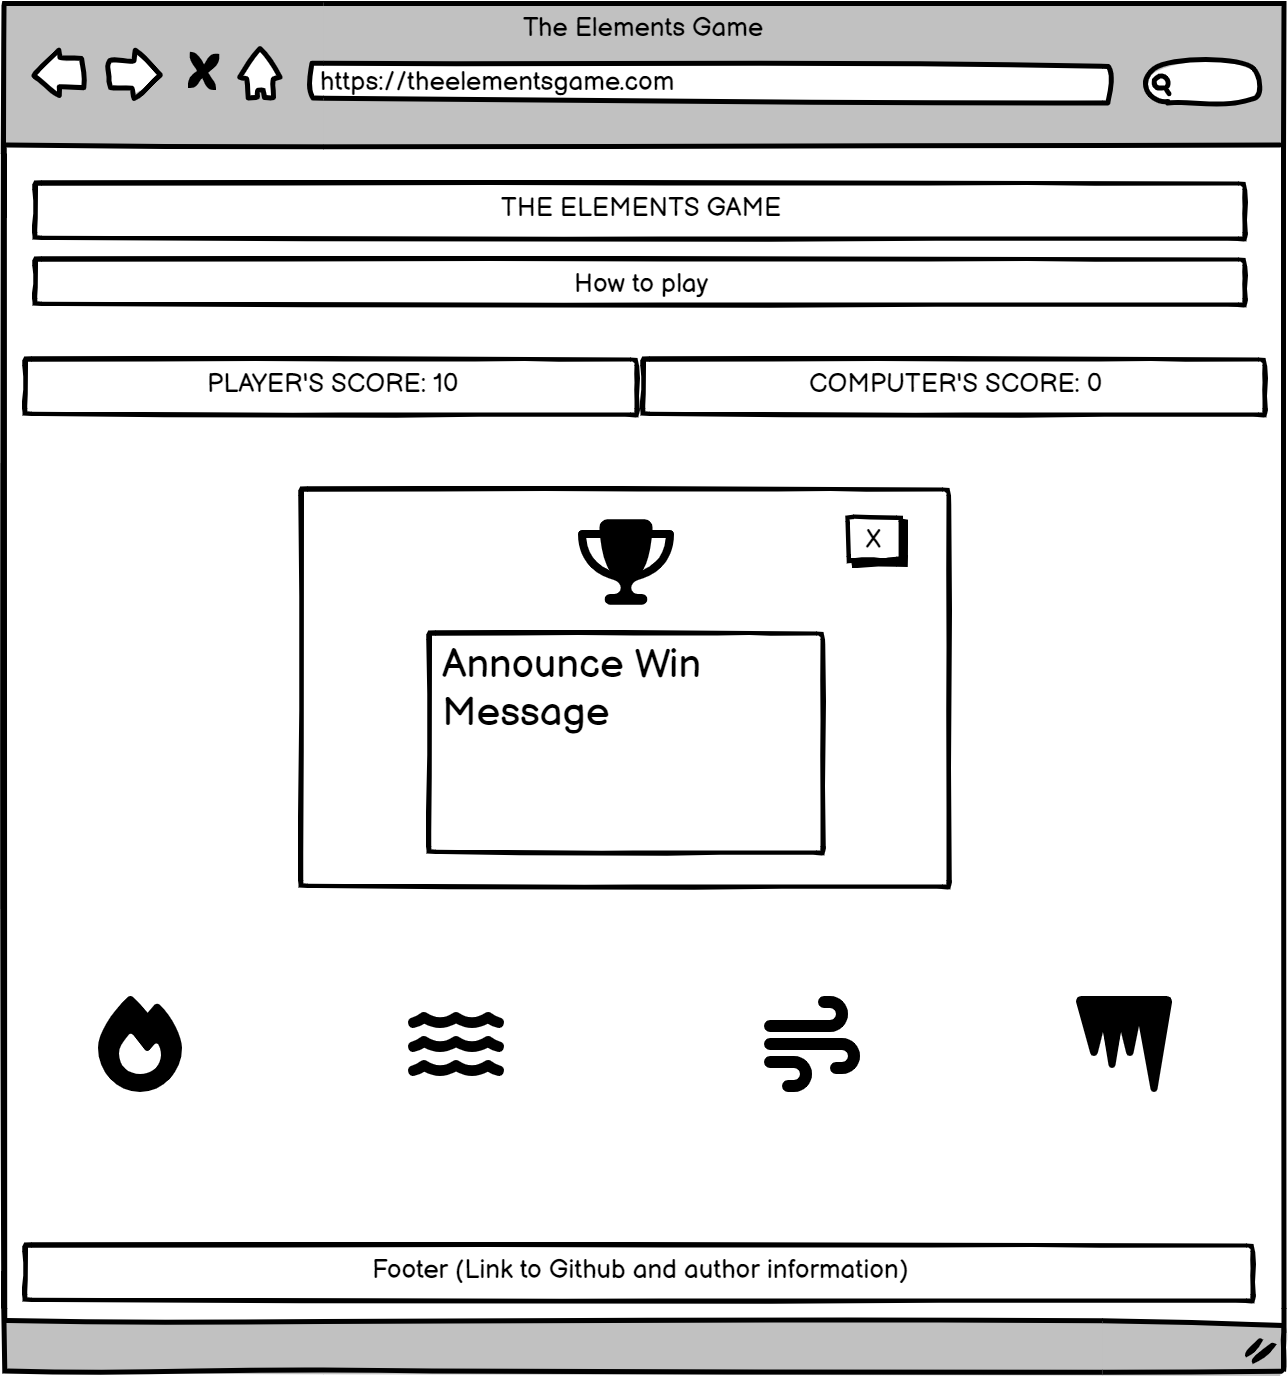 The Elements Game
https://theelementsgame.com
THE ELEMENTS GAME
How to play
PLAYER'S SCORE: 10
COMPUTER'S SCORE: 0
X
Announce Win
Message
Footer (Link to Github and author information)